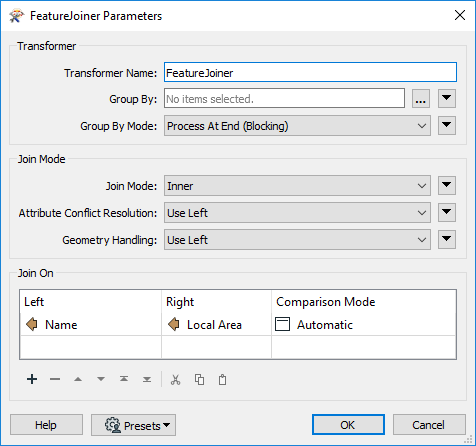 FeatureJoiner Parameters
Transformer
Transformer Name: FeatureJoiner
Group By: No items selected. ...
Group By Mode: Process At End (Blocking)
Join Mode
Join Mode: Inner
Attribute Conflict Resolution: Use Left
Geometry Handling: Use Left
Join On
Left Right Comparison Mode
Name Local Area Automatic
Help Presets OK Cancel